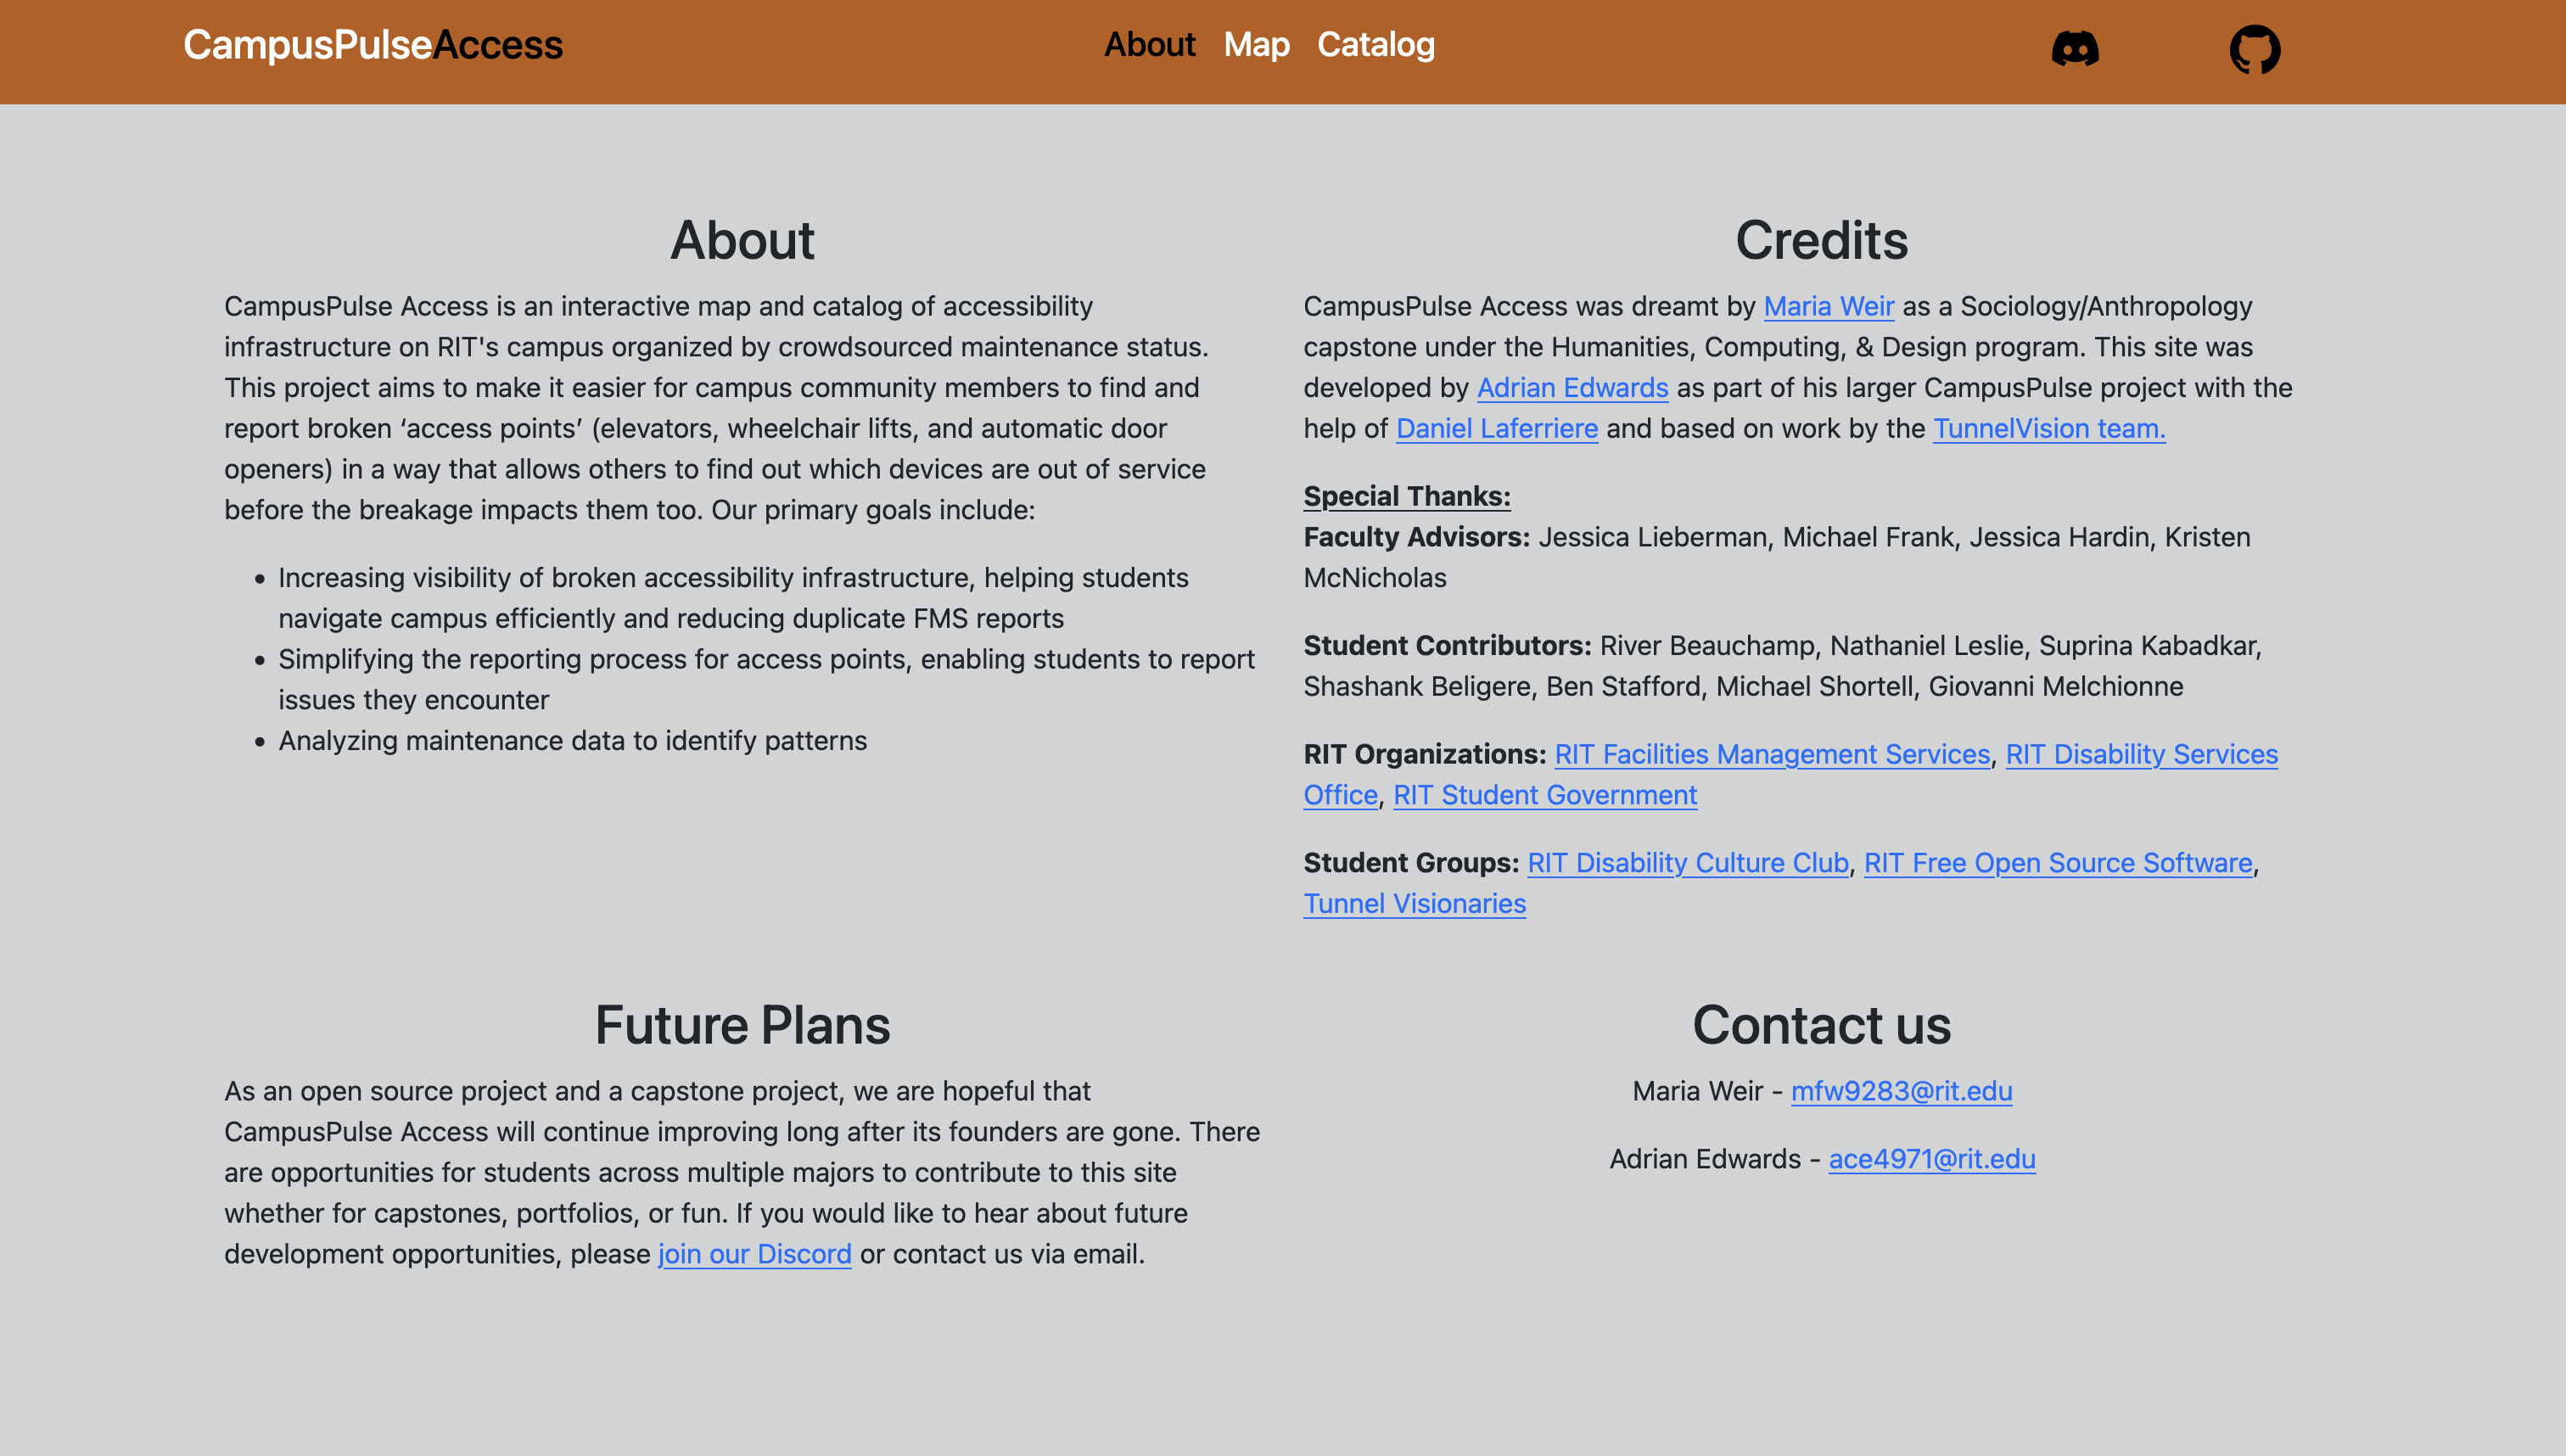 CampusPulseAccess
About Map Catalog
About
CampusPulse Access is an interactive map and catalog of accessibility
infrastructure on RIT's campus organized by crowdsourced maintenance status.
This project aims to make it easier for campus community members to find and
report broken ‘access points’ (elevators, wheelchair lifts, and automatic door
openers) in a way that allows others to find out which devices are out of service
before the breakage impacts them too. Our primary goals include:
• Increasing visibility of broken accessibility infrastructure, helping students
navigate campus efficiently and reducing duplicate FMS reports
• Simplifying the reporting process for access points, enabling students to report
issues they encounter
• Analyzing maintenance data to identify patterns
Credits
CampusPulse Access was dreamt by Maria Weir as a Sociology/Anthropology
capstone under the Humanities, Computing, & Design program. This site was
developed by Adrian Edwards as part of his larger CampusPulse project with the
help of Daniel Laferriere and based on work by the TunnelVision team.
Special Thanks:
Faculty Advisors: Jessica Lieberman, Michael Frank, Jessica Hardin, Kristen
McNicholas
Student Contributors: River Beauchamp, Nathaniel Leslie, Suprina Kabadkar,
Shashank Beligere, Ben Stafford, Michael Shortell, Giovanni Melchionne
RIT Organizations: RIT Facilities Management Services, RIT Disability Services
Office, RIT Student Government
Student Groups: RIT Disability Culture Club, RIT Free Open Source Software,
Tunnel Visionaries
Future Plans
As an open source project and a capstone project, we are hopeful that
CampusPulse Access will continue improving long after its founders are gone. There
are opportunities for students across multiple majors to contribute to this site
whether for capstones, portfolios, or fun. If you would like to hear about future
development opportunities, please join our Discord or contact us via email.
Contact us
Maria Weir - mfw9283@rit.edu
Adrian Edwards - ace4971@rit.edu